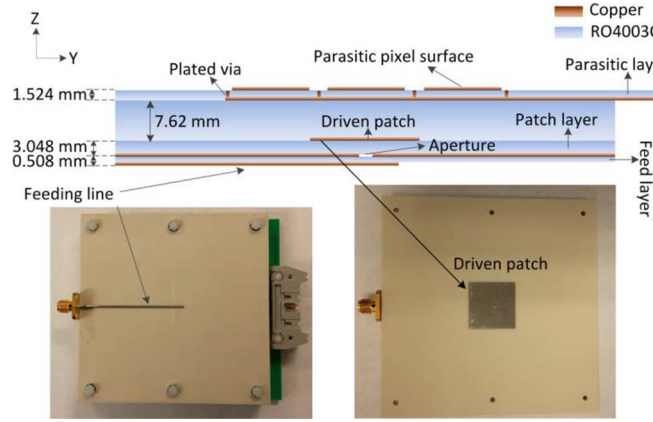 Z
Y
Copper
RO4003C
Parasitic pixel surface
Plated via
Parasitic lay
1.524 mm
7.62 mm
Driven patch
Patch layer
3.048 mm
Aperture
0.508 mm
Feed layer
Feeding line
Driven patch